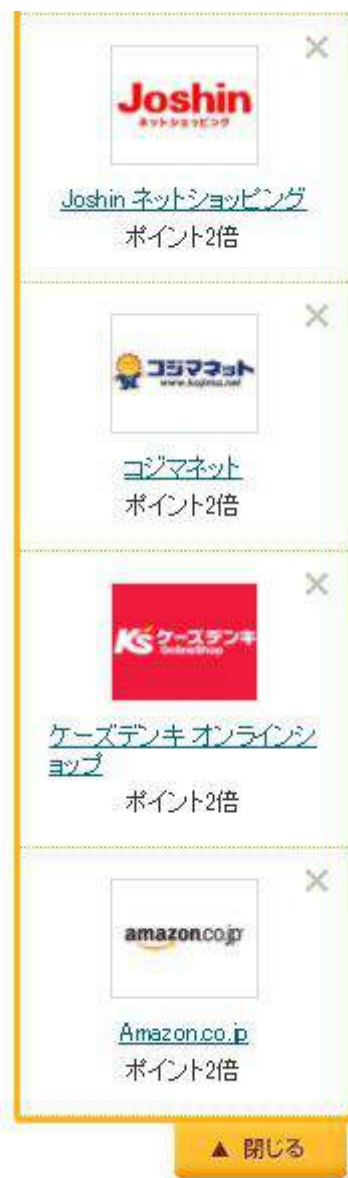 Joshin
ネットショッピング
Joshin ネットショッピング
ポイント2倍
コジマネット
www.kojima.net
コジマネット
ポイント2倍
K's ケーズデンキ
OnlineShop
ケーズデンキ オンラインシ
ョップ
ポイント2倍
amazon.co.jp
Amazon.co.jp
ポイント2倍
▲ 閉じる